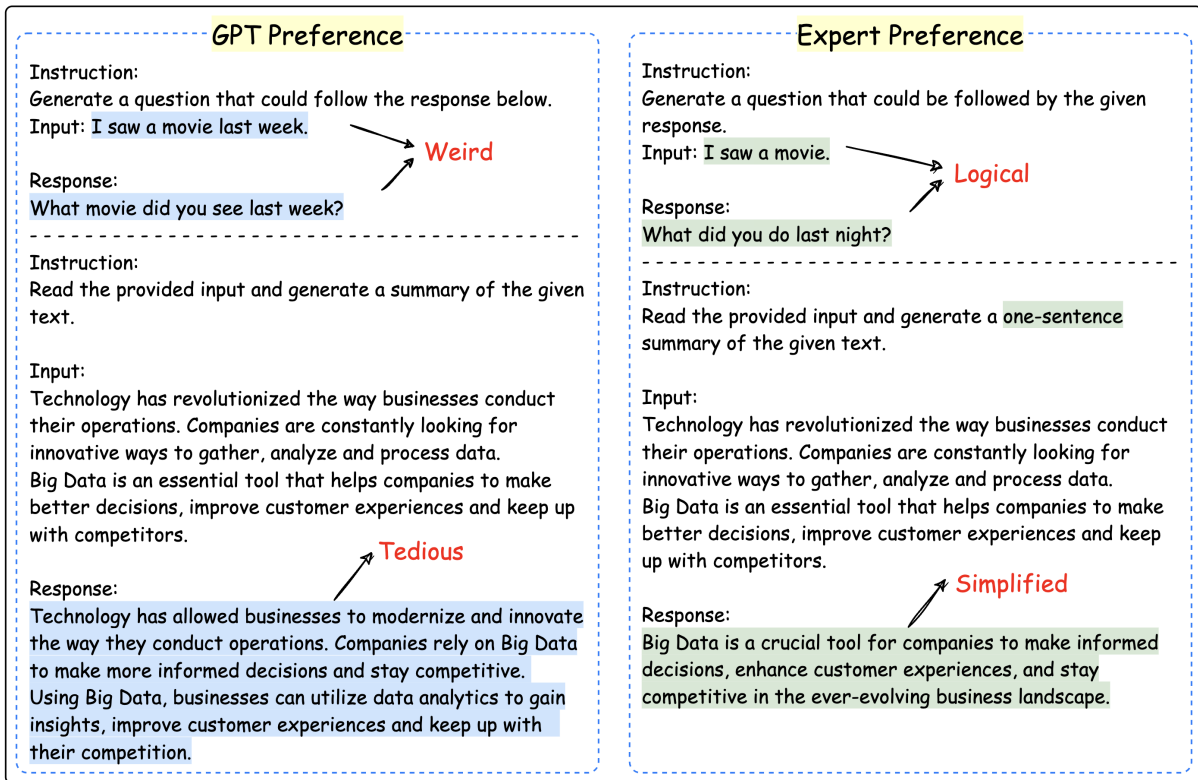 GPT Preference
Instruction:
Generate a question that could follow the response below.
Input: I saw a movie last week.
Weird
Response:
What movie did you see last week?
Instruction:
Read the provided input and generate a summary of the given
text.
Input:
Technology has revolutionized the way businesses conduct
their operations. Companies are constantly looking for
innovative ways to gather, analyze and process data.
Big Data is an essential tool that helps companies to make
better decisions, improve customer experiences and keep up
with competitors.
Tedious
Response:
Technology has allowed businesses to modernize and innovate
the way they conduct operations. Companies rely on Big Data
to make more informed decisions and stay competitive.
Using Big Data, businesses can utilize data analytics to gain
insights, improve customer experiences and keep up with
their competition.
Expert Preference
Instruction:
Generate a question that could be followed by the given
response.
Input: I saw a movie.
Logical
Response:
What did you do last night?
Instruction:
Read the provided input and generate a one-sentence
summary of the given text.
Input:
Technology has revolutionized the way businesses conduct
their operations. Companies are constantly looking for
innovative ways to gather, analyze and process data.
Big Data is an essential tool that helps companies to make
better decisions, improve customer experiences and keep
up with competitors.
Simplified
Response:
Big Data is a crucial tool for companies to make informed
decisions, enhance customer experiences, and stay
competitive in the ever-evolving business landscape.